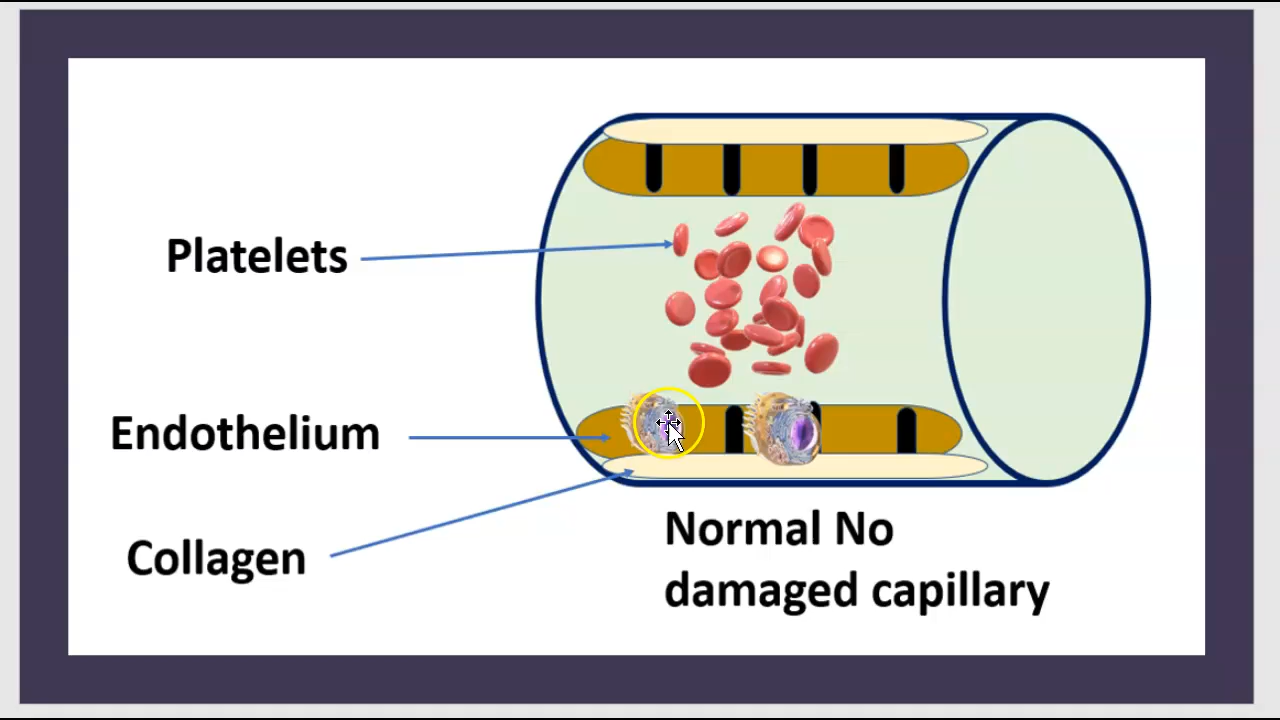 Platelets
Endothelium
Collagen
Normal No
damaged capillary